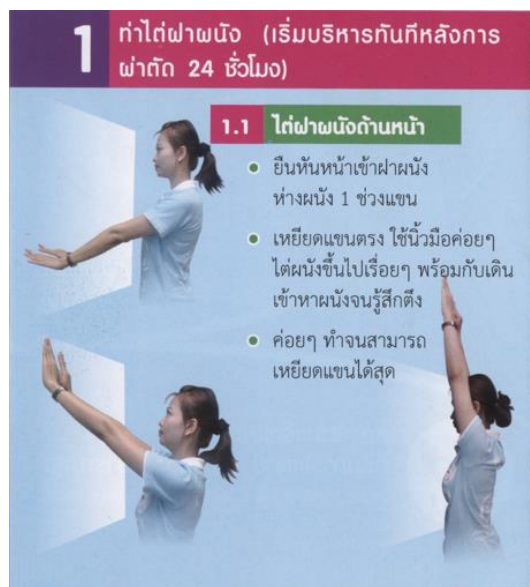 1 ท่าไต่ฝาผนัง (เริ่มบริหารทันทีหลังการ
ผ่าตัด 24 ชั่วโมง)
1.1 ไต่ฝาผนังด้านหน้า
ยืนหันหน้าเข้าฝาผนัง
ห่างผนัง 1 ช่วงแขน
เหยียดแขนตรง ใช้นิ้วมือค่อยๆ
ไต่ผนังขึ้นไปเรื่อยๆ พร้อมกับเดิน
เข้าหาผนังจนรู้สึกตึง
ค่อยๆ ทำจนสามารถ
เหยียดแขนได้สุด